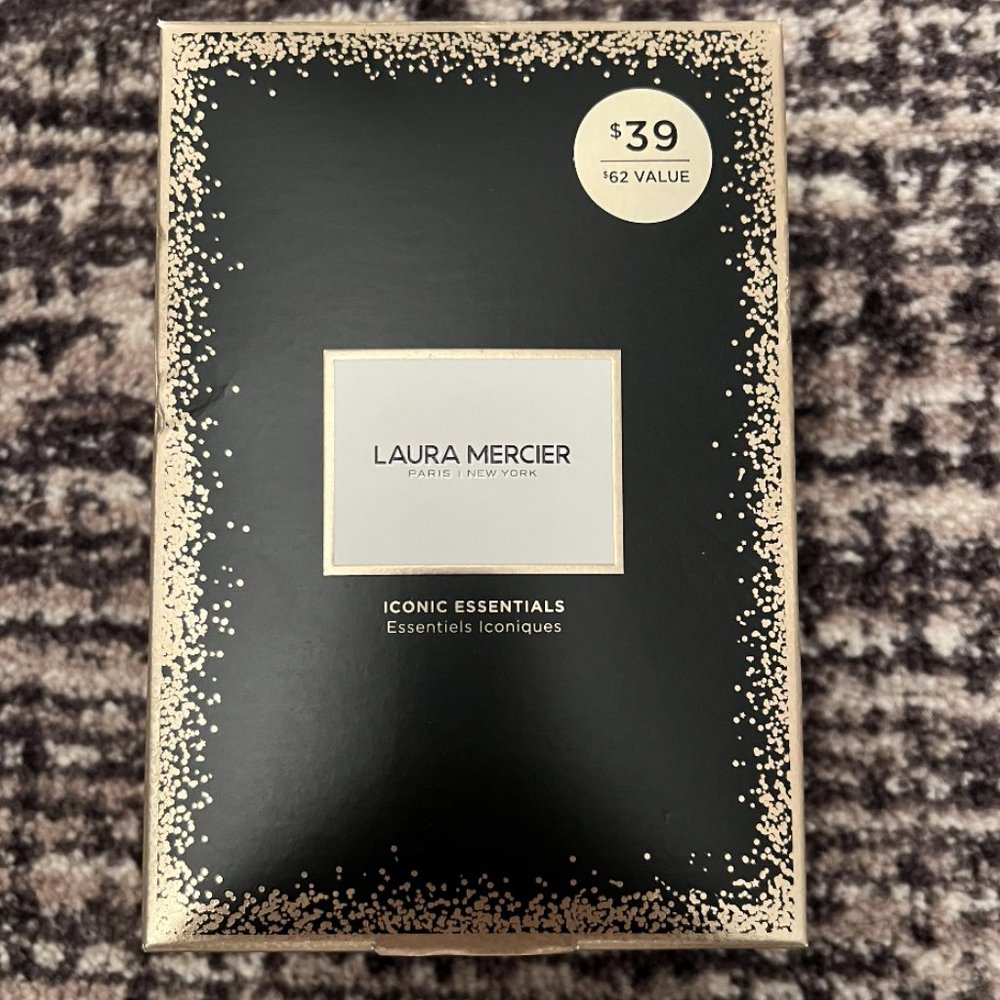 $39
$62 VALUE
LAURA MERCIER
PARIS | NEW YORK
ICONIC ESSENTIALS
Essentiels Iconiques